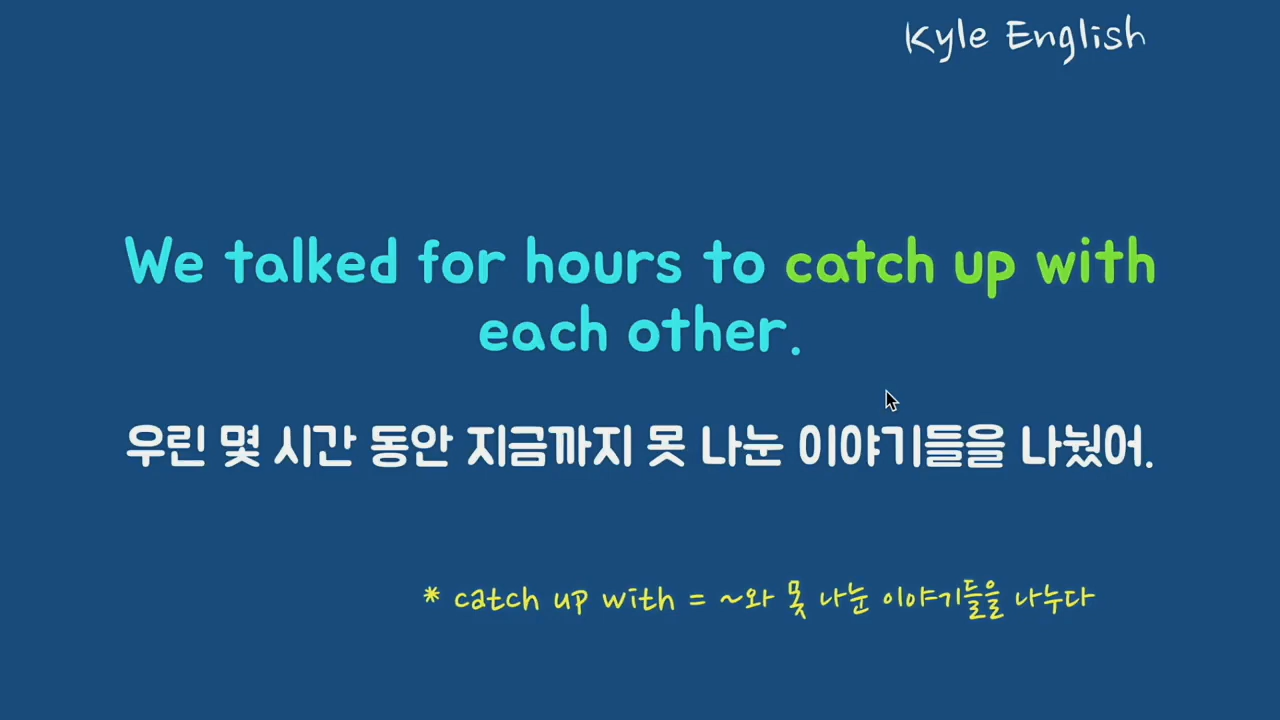 Kyle English
We talked for hours to catch up with
each other.
우린 몇 시간 동안 지금까지 못 나눈 이야기들을 나눴어.
* catch up with = ~와 못 나눈 이야기들을 나누다